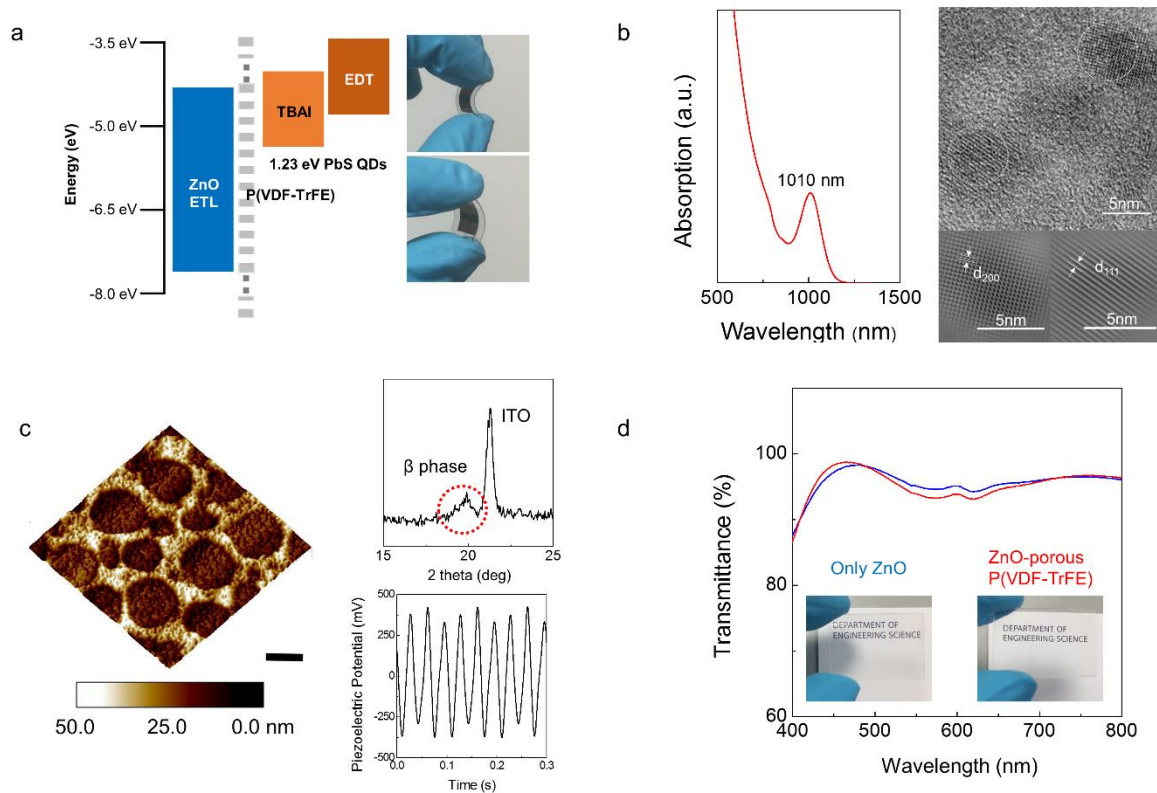 a
-3.5 eV
-5.0 eV
-6.5 eV
-8.0 eV
Energy (eV)
ZnO
ETL
P(VDF-TrFE)
TBAI
EDT
1.23 eV PbS QDs
b
Absorption (a.u.)
1010 nm
500
1000
1500
Wavelength (nm)
5nm
d200
5nm
d111
5nm
c
50.0
25.0
0.0 nm
β phase
ITO
15
20
25
2 theta (deg)
Piezoelectric Potential (mV)
500
250
0
-250
-500
0.0
0.1
0.2
0.3
Time (s)
d
Transmittance (%)
100
80
60
Only ZnO
ZnO-porous
P(VDF-TrFE)
DEPARTMENT OF
ENGINEERING SCIENCE
DEPARTMENT OF
ENGINEERING SCIENCE
400
500
600
700
800
Wavelength (nm)